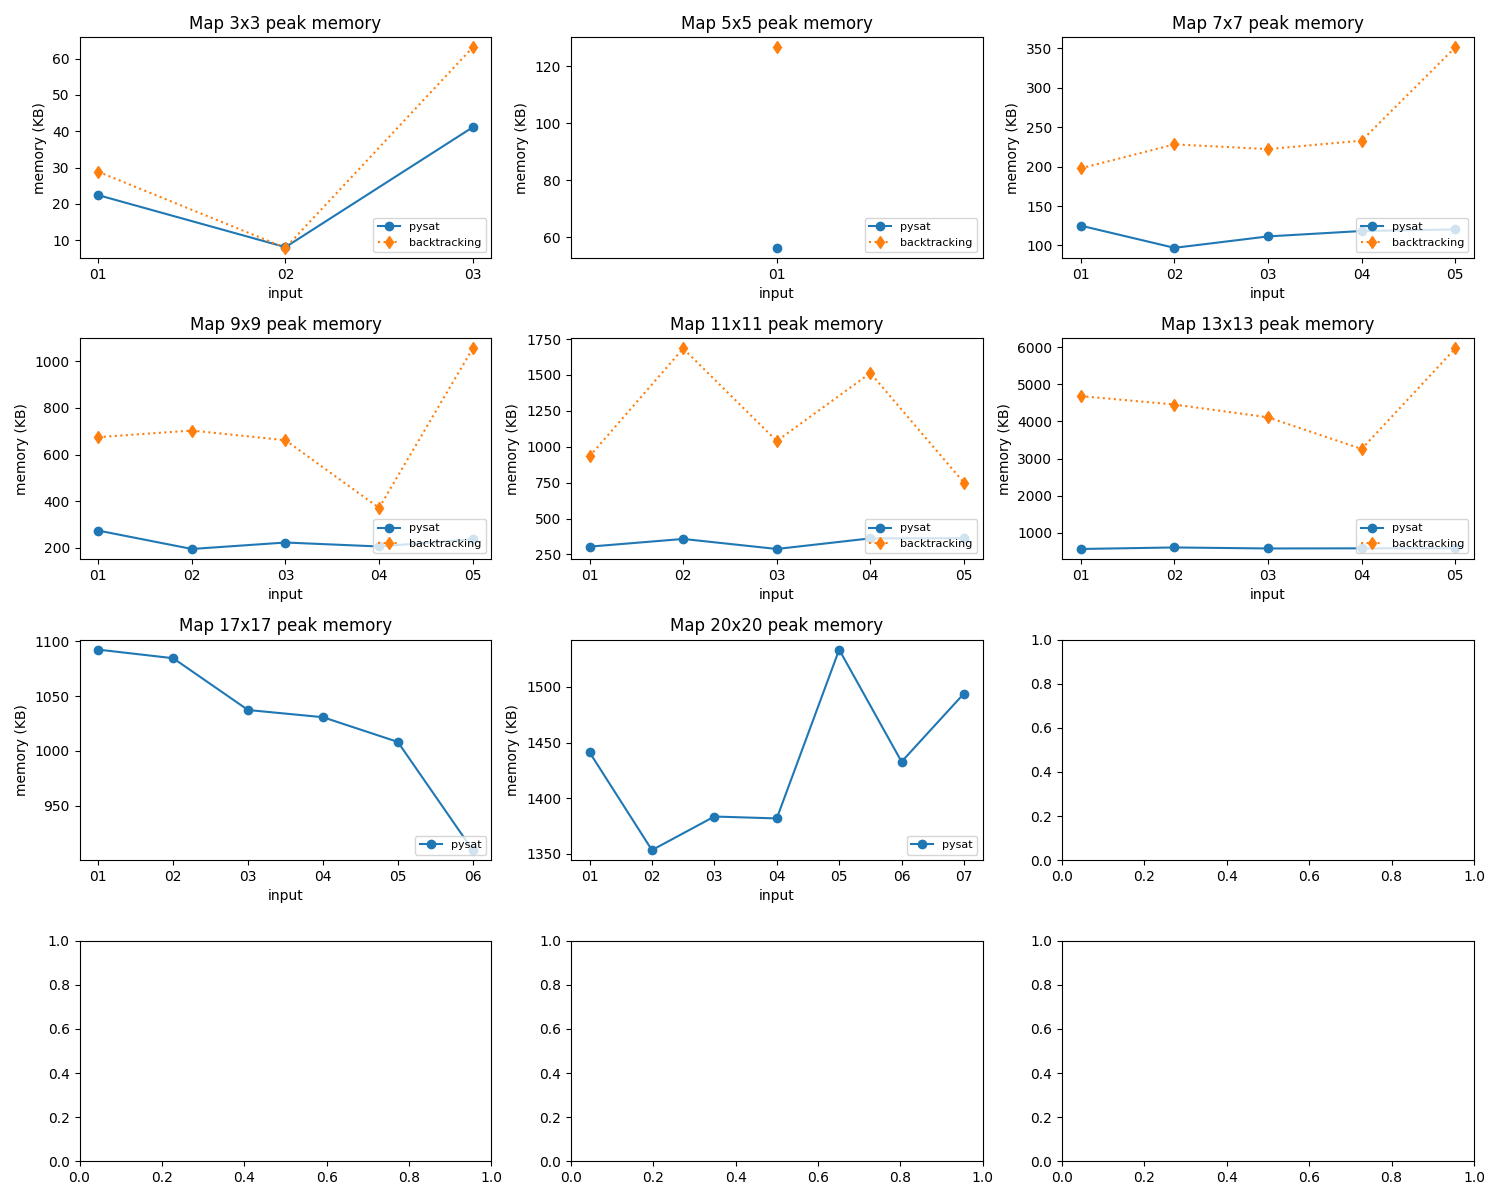 Map 3x3 peak memory
60
50
40
30
20
10
memory (KB)
01 02 03
input
pysat
backtracking
Map 5x5 peak memory
120
100
80
60
memory (KB)
01
input
pysat
backtracking
Map 7x7 peak memory
350
300
250
200
150
100
memory (KB)
01 02 03 04 05
input
pysat
backtracking
Map 9x9 peak memory
1000
800
600
400
200
memory (KB)
01 02 03 04 05
input
pysat
backtracking
Map 11x11 peak memory
1750
1500
1250
1000
750
500
250
memory (KB)
01 02 03 04 05
input
pysat
backtracking
Map 13x13 peak memory
6000
5000
4000
3000
2000
1000
memory (KB)
01 02 03 04 05
input
pysat
backtracking
Map 17x17 peak memory
1100
1050
1000
950
memory (KB)
01 02 03 04 05 06
input
pysat
Map 20x20 peak memory
1500
1450
1400
1350
memory (KB)
01 02 03 04 05 06 07
input
pysat
1.0
0.8
0.6
0.4
0.2
0.0
0.0 0.2 0.4 0.6 0.8 1.0
1.0
0.8
0.6
0.4
0.2
0.0
0.0 0.2 0.4 0.6 0.8 1.0
1.0
0.8
0.6
0.4
0.2
0.0
0.0 0.2 0.4 0.6 0.8 1.0
1.0
0.8
0.6
0.4
0.2
0.0
0.0 0.2 0.4 0.6 0.8 1.0